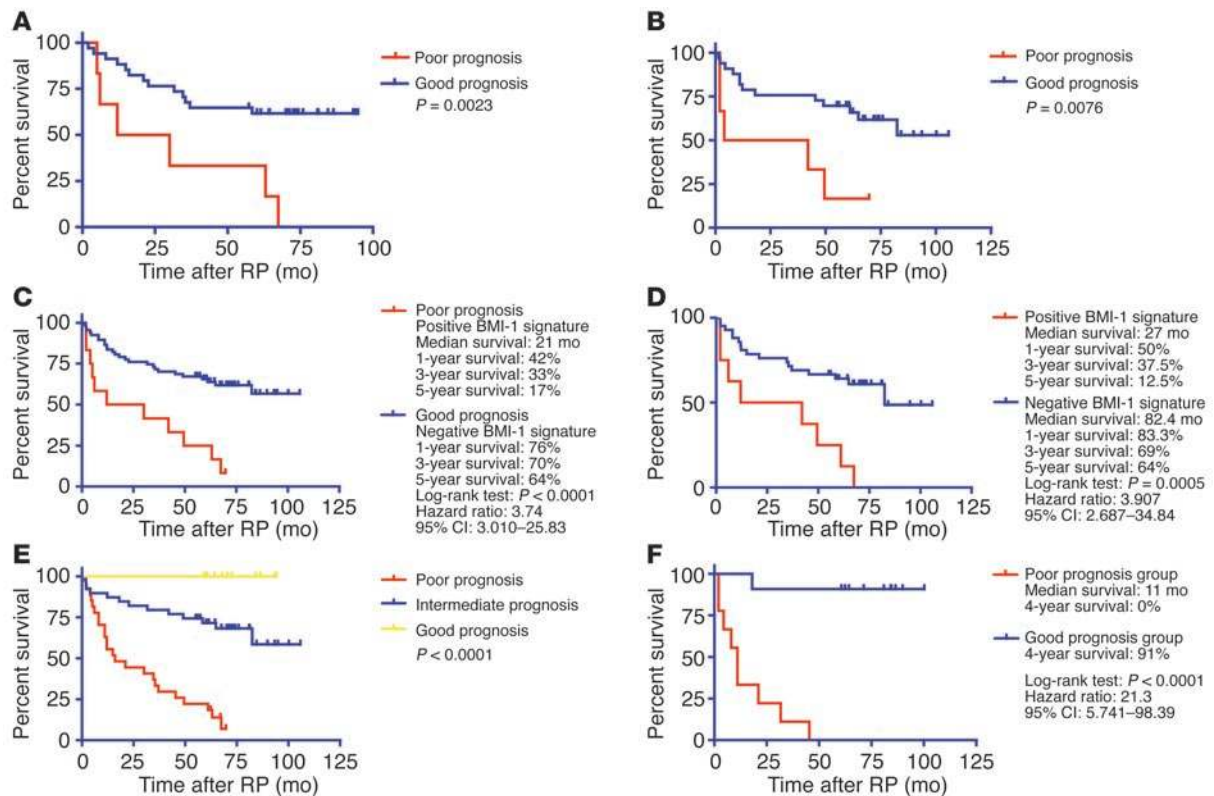 A
Percent survival
100
75
50
25
0
0 25 50 75 100
Time after RP (mo)
Poor prognosis
Good prognosis
P = 0.0023
B
Percent survival
100
75
50
25
0
0 25 50 75 100 125
Time after RP (mo)
Poor prognosis
Good prognosis
P = 0.0076
C
Percent survival
100
75
50
25
0
0 25 50 75 100 125
Time after RP (mo)
Poor prognosis
Positive BMI-1 signature
Median survival: 21 mo
1-year survival: 42%
3-year survival: 33%
5-year survival: 17%
Good prognosis
Negative BMI-1 signature
1-year survival: 76%
3-year survival: 70%
5-year survival: 64%
Log-rank test: P < 0.0001
Hazard ratio: 3.74
95% CI: 3.010–25.83
D
Percent survival
100
75
50
25
0
0 25 50 75 100 125
Time after RP (mo)
Positive BMI-1 signature
Median survival: 27 mo
1-year survival: 50%
3-year survival: 37.5%
5-year survival: 12.5%
Negative BMI-1 signature
Median survival: 82.4 mo
1-year survival: 83.3%
3-year survival: 69%
5-year survival: 64%
Log-rank test: P = 0.0005
Hazard ratio: 3.907
95% CI: 2.687–34.84
E
Percent survival
100
75
50
25
0
0 25 50 75 100 125
Time after RP (mo)
Poor prognosis
Intermediate prognosis
Good prognosis
P < 0.0001
F
Percent survival
100
75
50
25
0
0 25 50 75 100 125
Time after RP (mo)
Poor prognosis group
Median survival: 11 mo
4-year survival: 0%
Good prognosis group
4-year survival: 91%
Log-rank test: P < 0.0001
Hazard ratio: 21.3
95% CI: 5.741–98.39